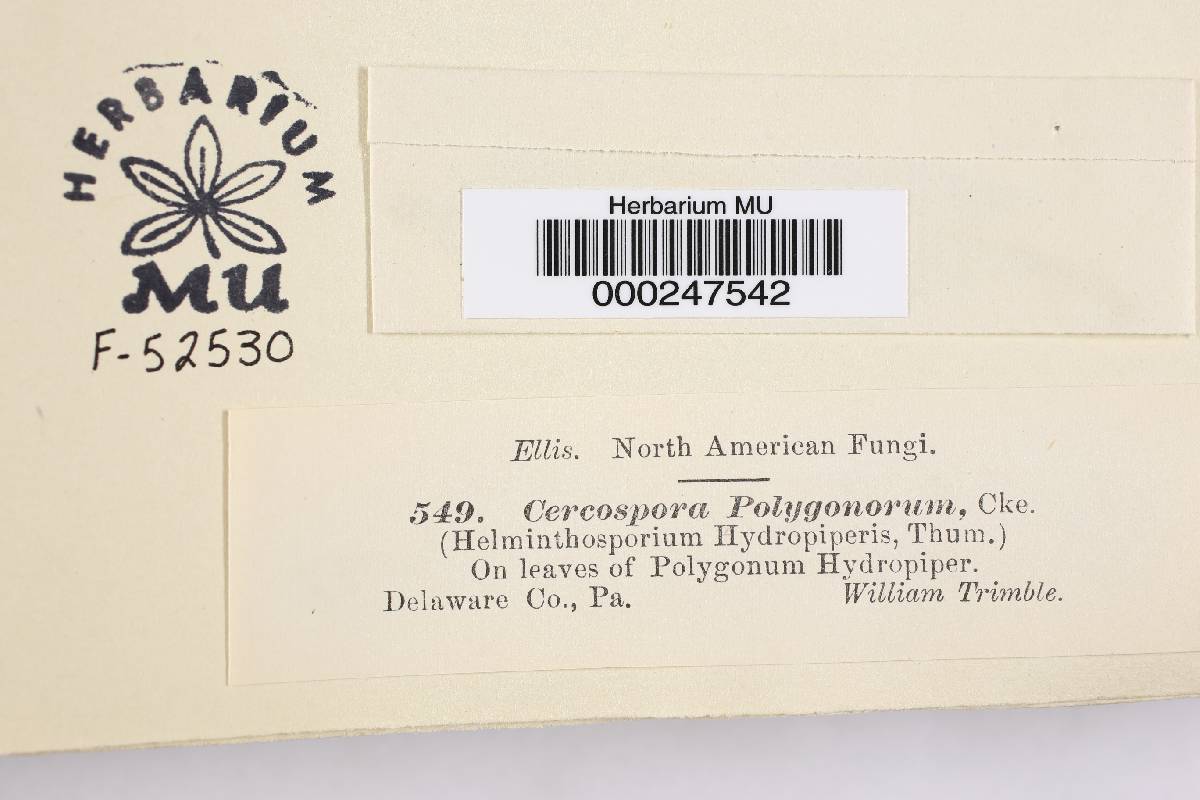 HERBARIUM
MU
F-52530
Herbarium MU
000247542
Ellis. North American Fungi.
549. Cercospora Polygonorum, Cke.
(Helminthosporium Hydropiperis, Thum.)
On leaves of Polygonum Hydropiper.
Delaware Co., Pa. William Trimble.